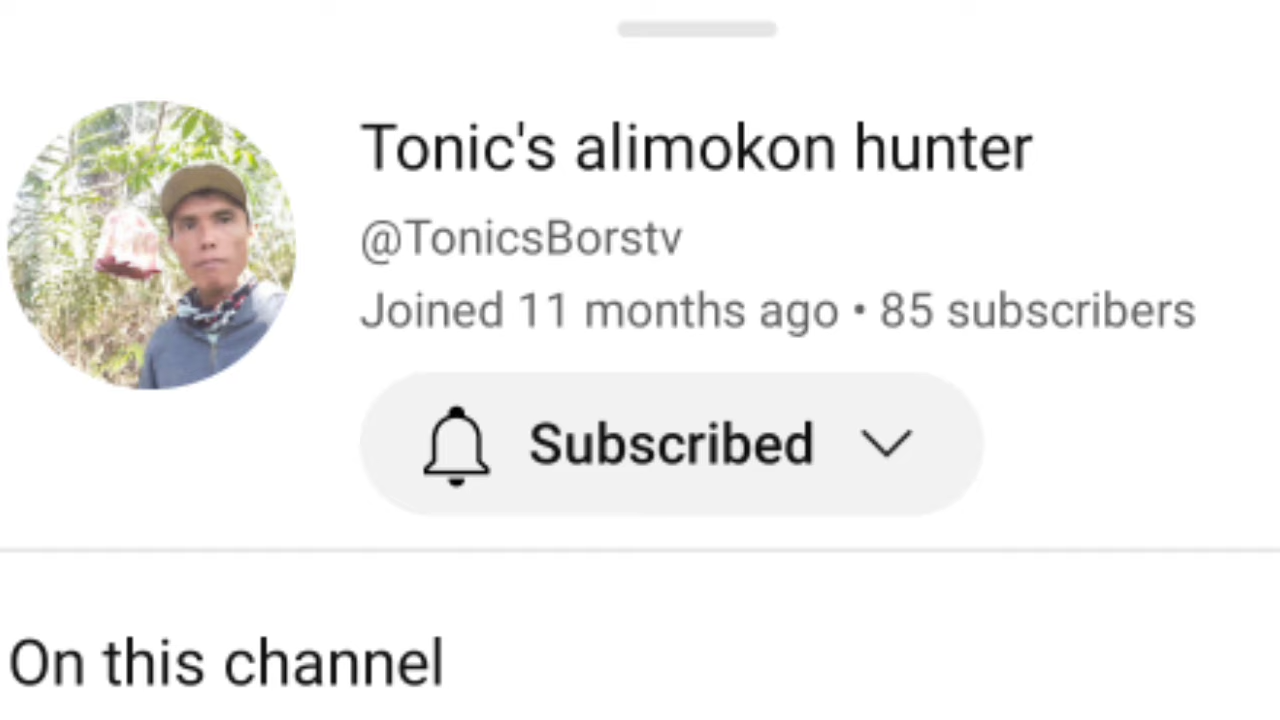 Tonic's alimokon hunter
@TonicsBorstv
Joined 11 months ago • 85 subscribers
Subscribed
On this channel